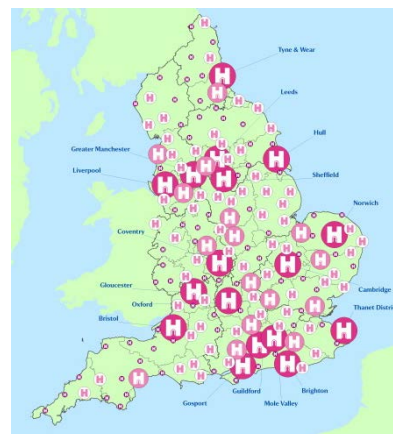 Tyne & Wear
Leeds
Greater Manchester
Hull
Liverpool
Sheffield
Norwich
Coventry
Gloucester
Cambridge
Oxford
Thanet Distri
Bristol
Brighton
Guildford
Gosport
Mole Valley